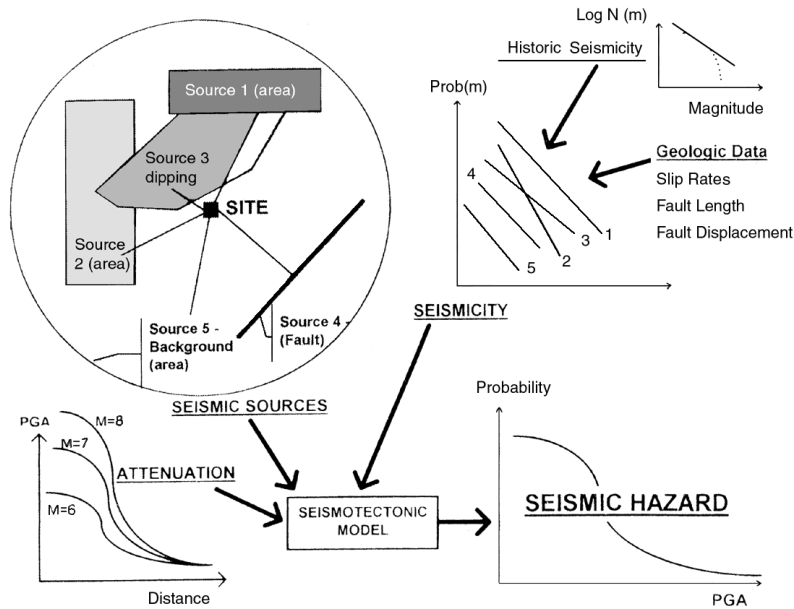 Log N (m)
Historic Seismicity
Magnitude
Source 1 (area)
Source 3
dipping
SITE
Source
2 (area)
Source 5 -
Background
(area)
Source 4 -
(Fault)
Prob(m)
4
5
2
3
1
Geologic Data
Slip Rates
Fault Length
Fault Displacement
SEISMICITY
SEISMIC SOURCES
PGA
M=8
M=7
M=6
ATTENUATION
Distance
SEISMOTECTONIC
MODEL
Probability
SEISMIC HAZARD
PGA